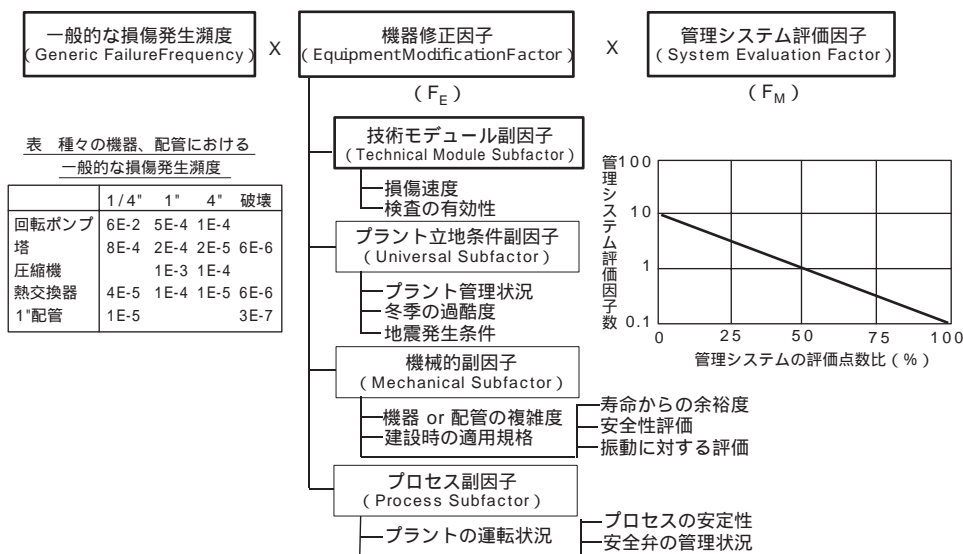 一般的な損傷発生瀕度
( Generic FailureFrequency )
X
機器修正因子
( EquipmentModificationFactor )
X
管理システム評価因子
( System Evaluation Factor )
( FE )
( FM )
表 種々の機器、配管における
一般的な損傷発生瀕度
1/4" 1" 4" 破壊
回転ポンプ 6E-2 5E-4 1E-4
塔 8E-4 2E-4 2E-5 6E-6
圧縮機 1E-3 1E-4
熱交換器 4E-5 1E-4 1E-5 6E-6
1"配管 1E-5 3E-7
技術モデュール副因子
( Technical Module Subfactor )
損傷速度
検査の有効性
プラント立地条件副因子
( Universal Subfactor )
プラント管理状況
冬季の過酷度
地震発生条件
機械的副因子
( Mechanical Subfactor )
機器 or 配管の複雑度
建設時の適用規格
寿命からの余裕度
安全性評価
振動に対する評価
プロセス副因子
( Process Subfactor )
プラントの運転状況
プロセスの安定性
安全弁の管理状況
管理システム評価因子数
100
10
1
0.1
0 25 50 75 100
管理システムの評価点数比 ( % )